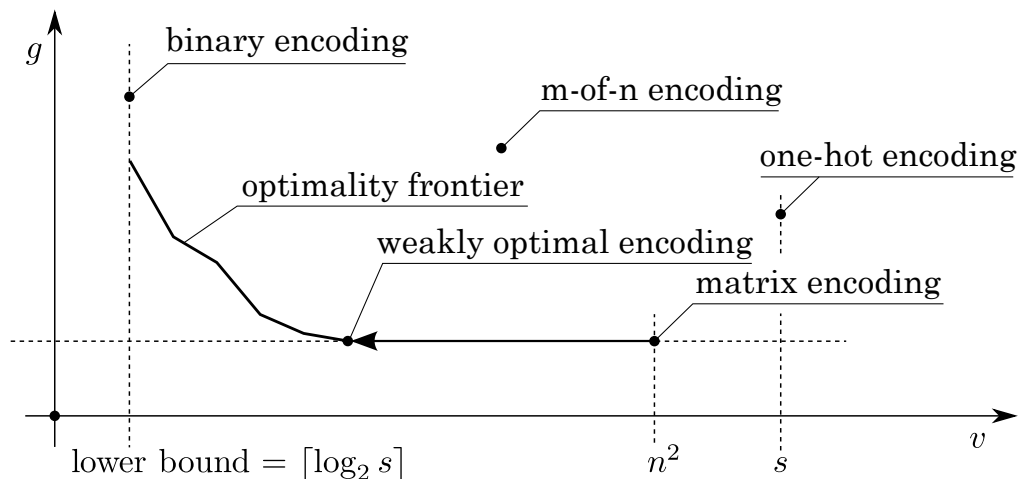 binary encoding
g
m-of-n encoding
one-hot encoding
optimality frontier
weakly optimal encoding
matrix encoding
v
lower bound = ⌈log₂ s⌉
n²
s